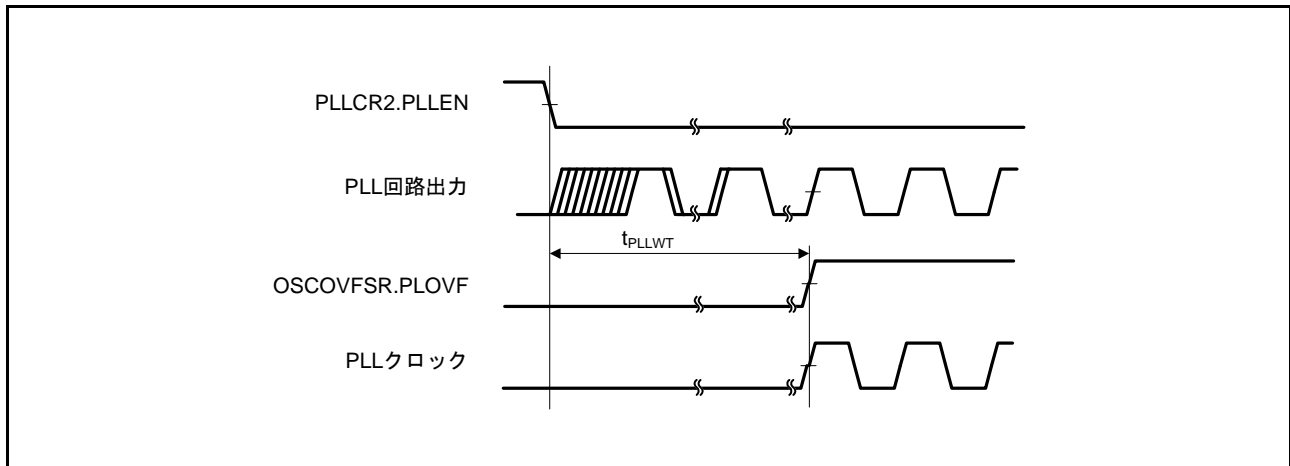 PLLCR2.PLLEN
PLL回路出力
tPLLWT
OSCOVFSR.PLOVF
PLLクロック